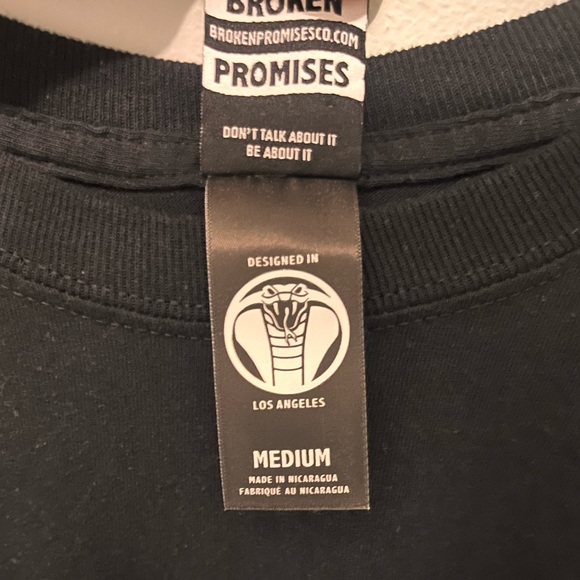 BROKEN
BROKENPROMISESCO.COM
PROMISES
DON'T TALK ABOUT IT
BE ABOUT IT
DESIGNED IN
LOS ANGELES
MEDIUM
MADE IN NICARAGUA
FABRIQUÉ AU NICARAGUA